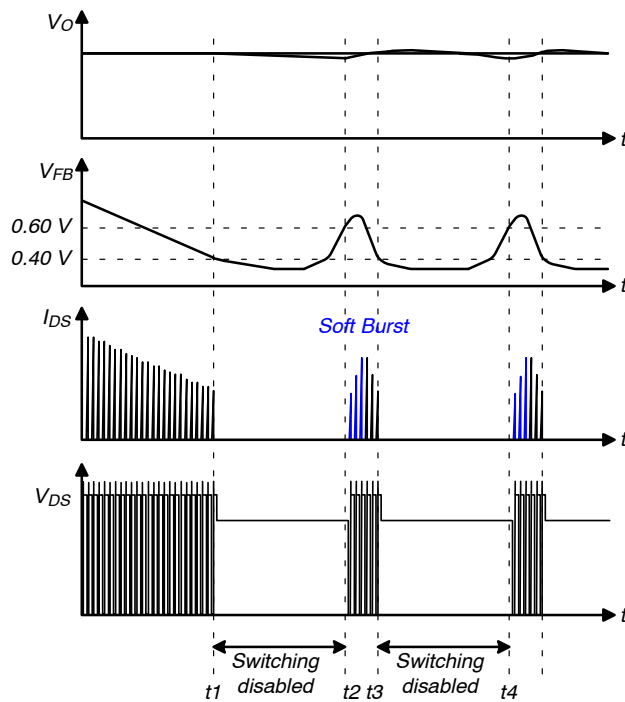 VO
t
VFB
0.60 V
0.40 V
t
IDS
Soft Burst
t
VDS
t
Switching
disabled
Switching
disabled
t1
t2
t3
t4